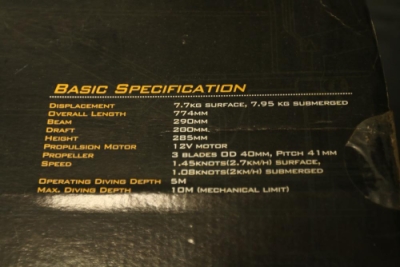 Basic Specification
Displacement 7.7kg surface, 7.95 kg submerged
Overall Length 774mm
Beam 290mm
Draft 200mm.
Height 285mm
Propulsion Motor 12V motor
Propeller 3 blades OD 40mm, Pitch 41mm
Speed 1.45knots(2.7km/h) surface,
1.08knots(2km/h) submerged
Operating Diving Depth 5m
Max. Diving Depth 10m (mechanical limit)